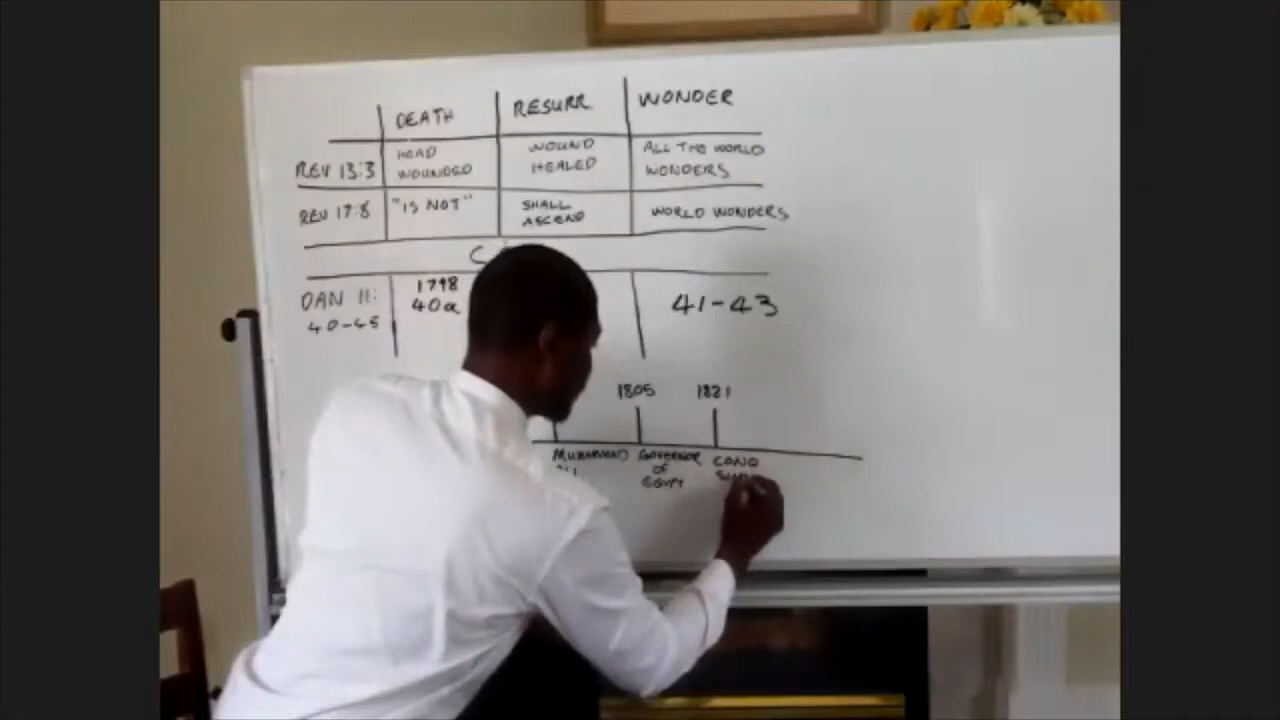 DEATH RESURR WONDER
REV 13:3 HEAD WOUNDED WOUND HEALED ALL THE WORLD WONDERS
REV 17:8 "IS NOT" SHALL ASCEND WORLD WONDERS
DAN 11: 40-45 1798 40a 41-43
1805 1821
MUHAMMAD GOVERNOR OF EGYPT